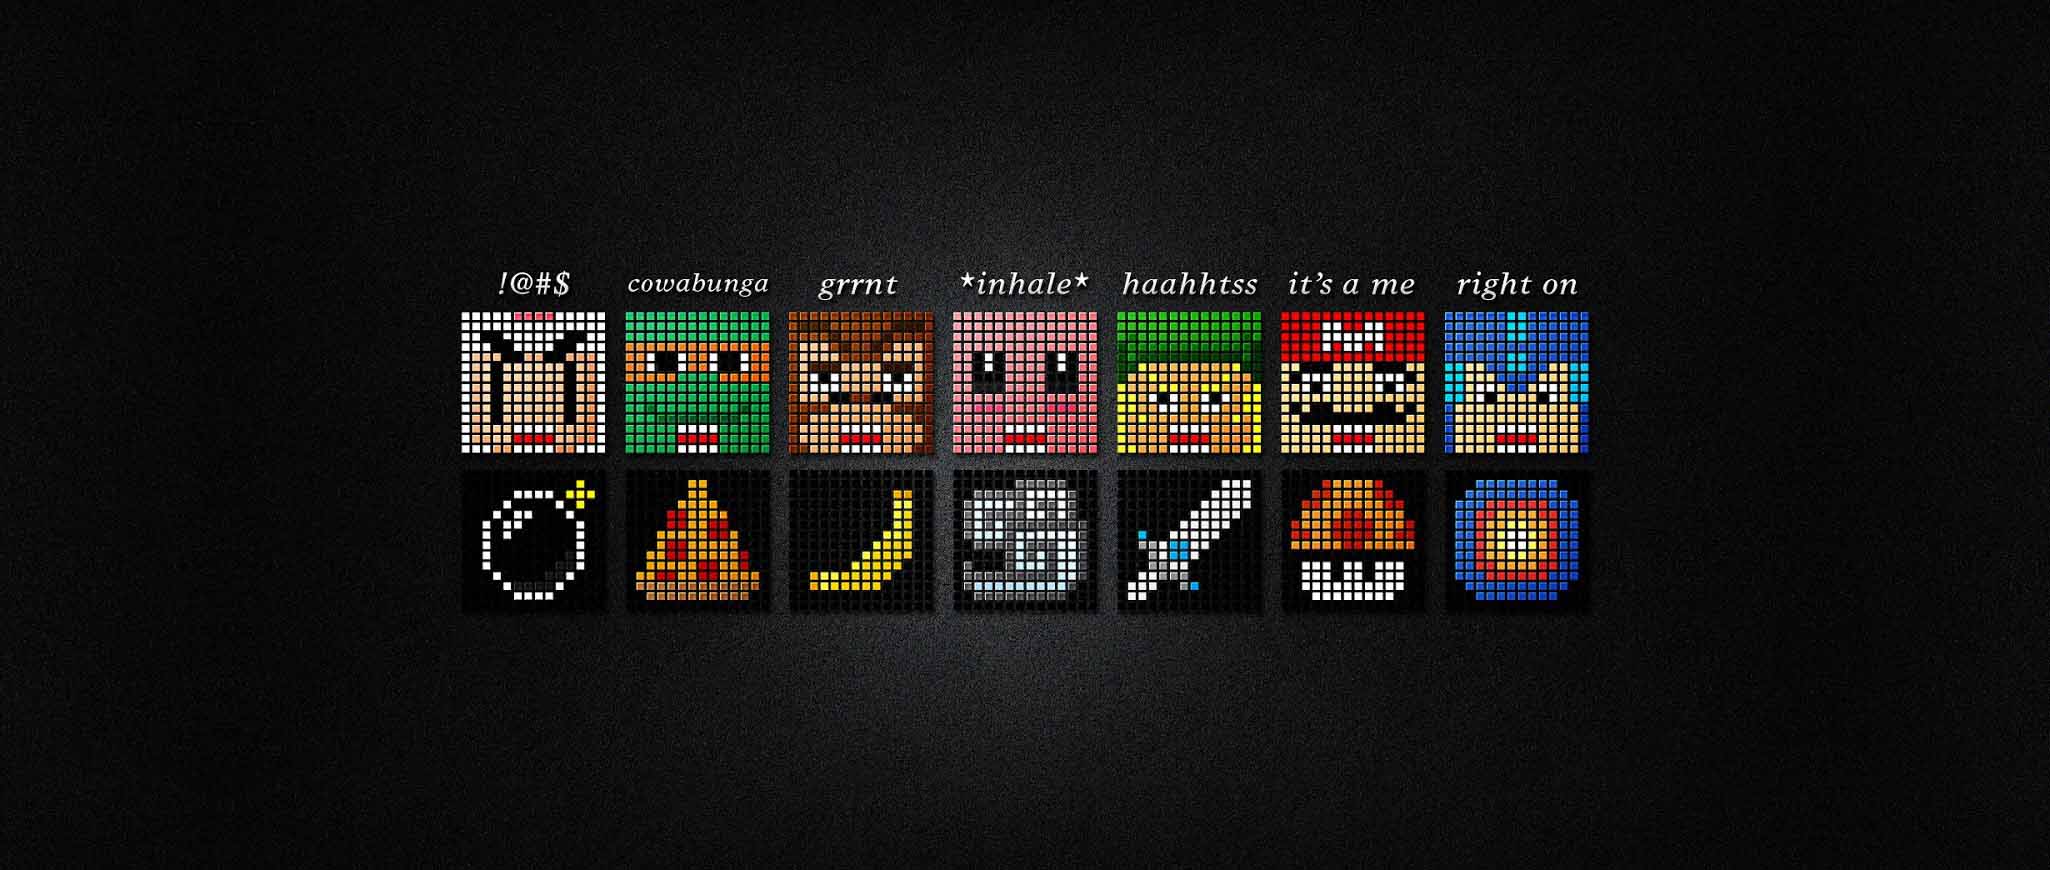 !@#$
cowabunga
grrnt
*inhale*
haahhtss
it's a me
right on
M